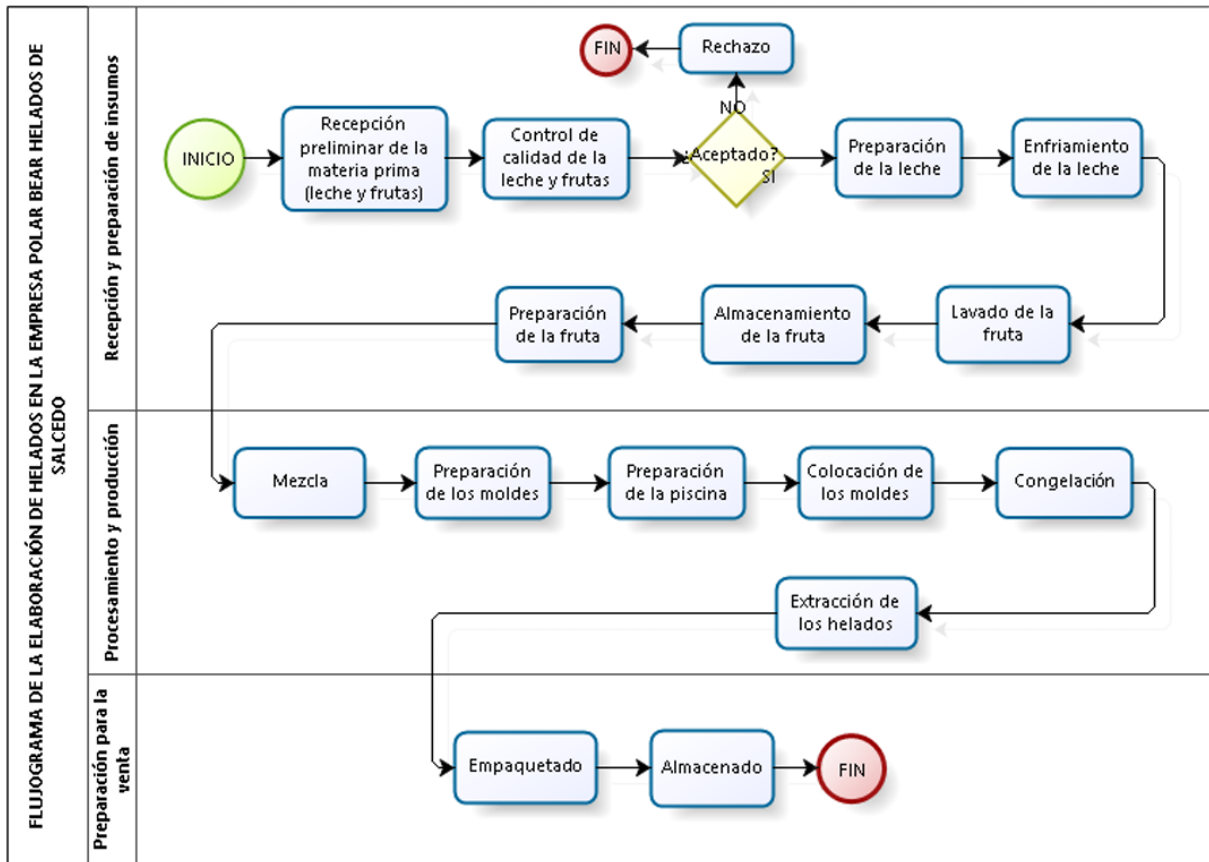 FLUJOGRAMA DE LA ELABORACIÓN DE HELADOS EN LA EMPRESA POLAR BEAR HELADOS DE
SALCEDO
Recepción y preparación de insumos
INICIO
Recepción
preliminar de la
materia prima
(leche y frutas)
Control de
calidad de la
leche y frutas
¿Aceptado?
NO
SI
Rechazo
FIN
Preparación
de la leche
Enfriamiento
de la leche
Lavado de la
fruta
Almacenamiento
de la fruta
Preparación
de la fruta
Procesamiento y producción
Mezcla
Preparación
de los moldes
Preparación
de la piscina
Colocación de
los moldes
Congelación
Extracción de
los helados
Preparación para la
venta
Empaquetado
Almacenado
FIN